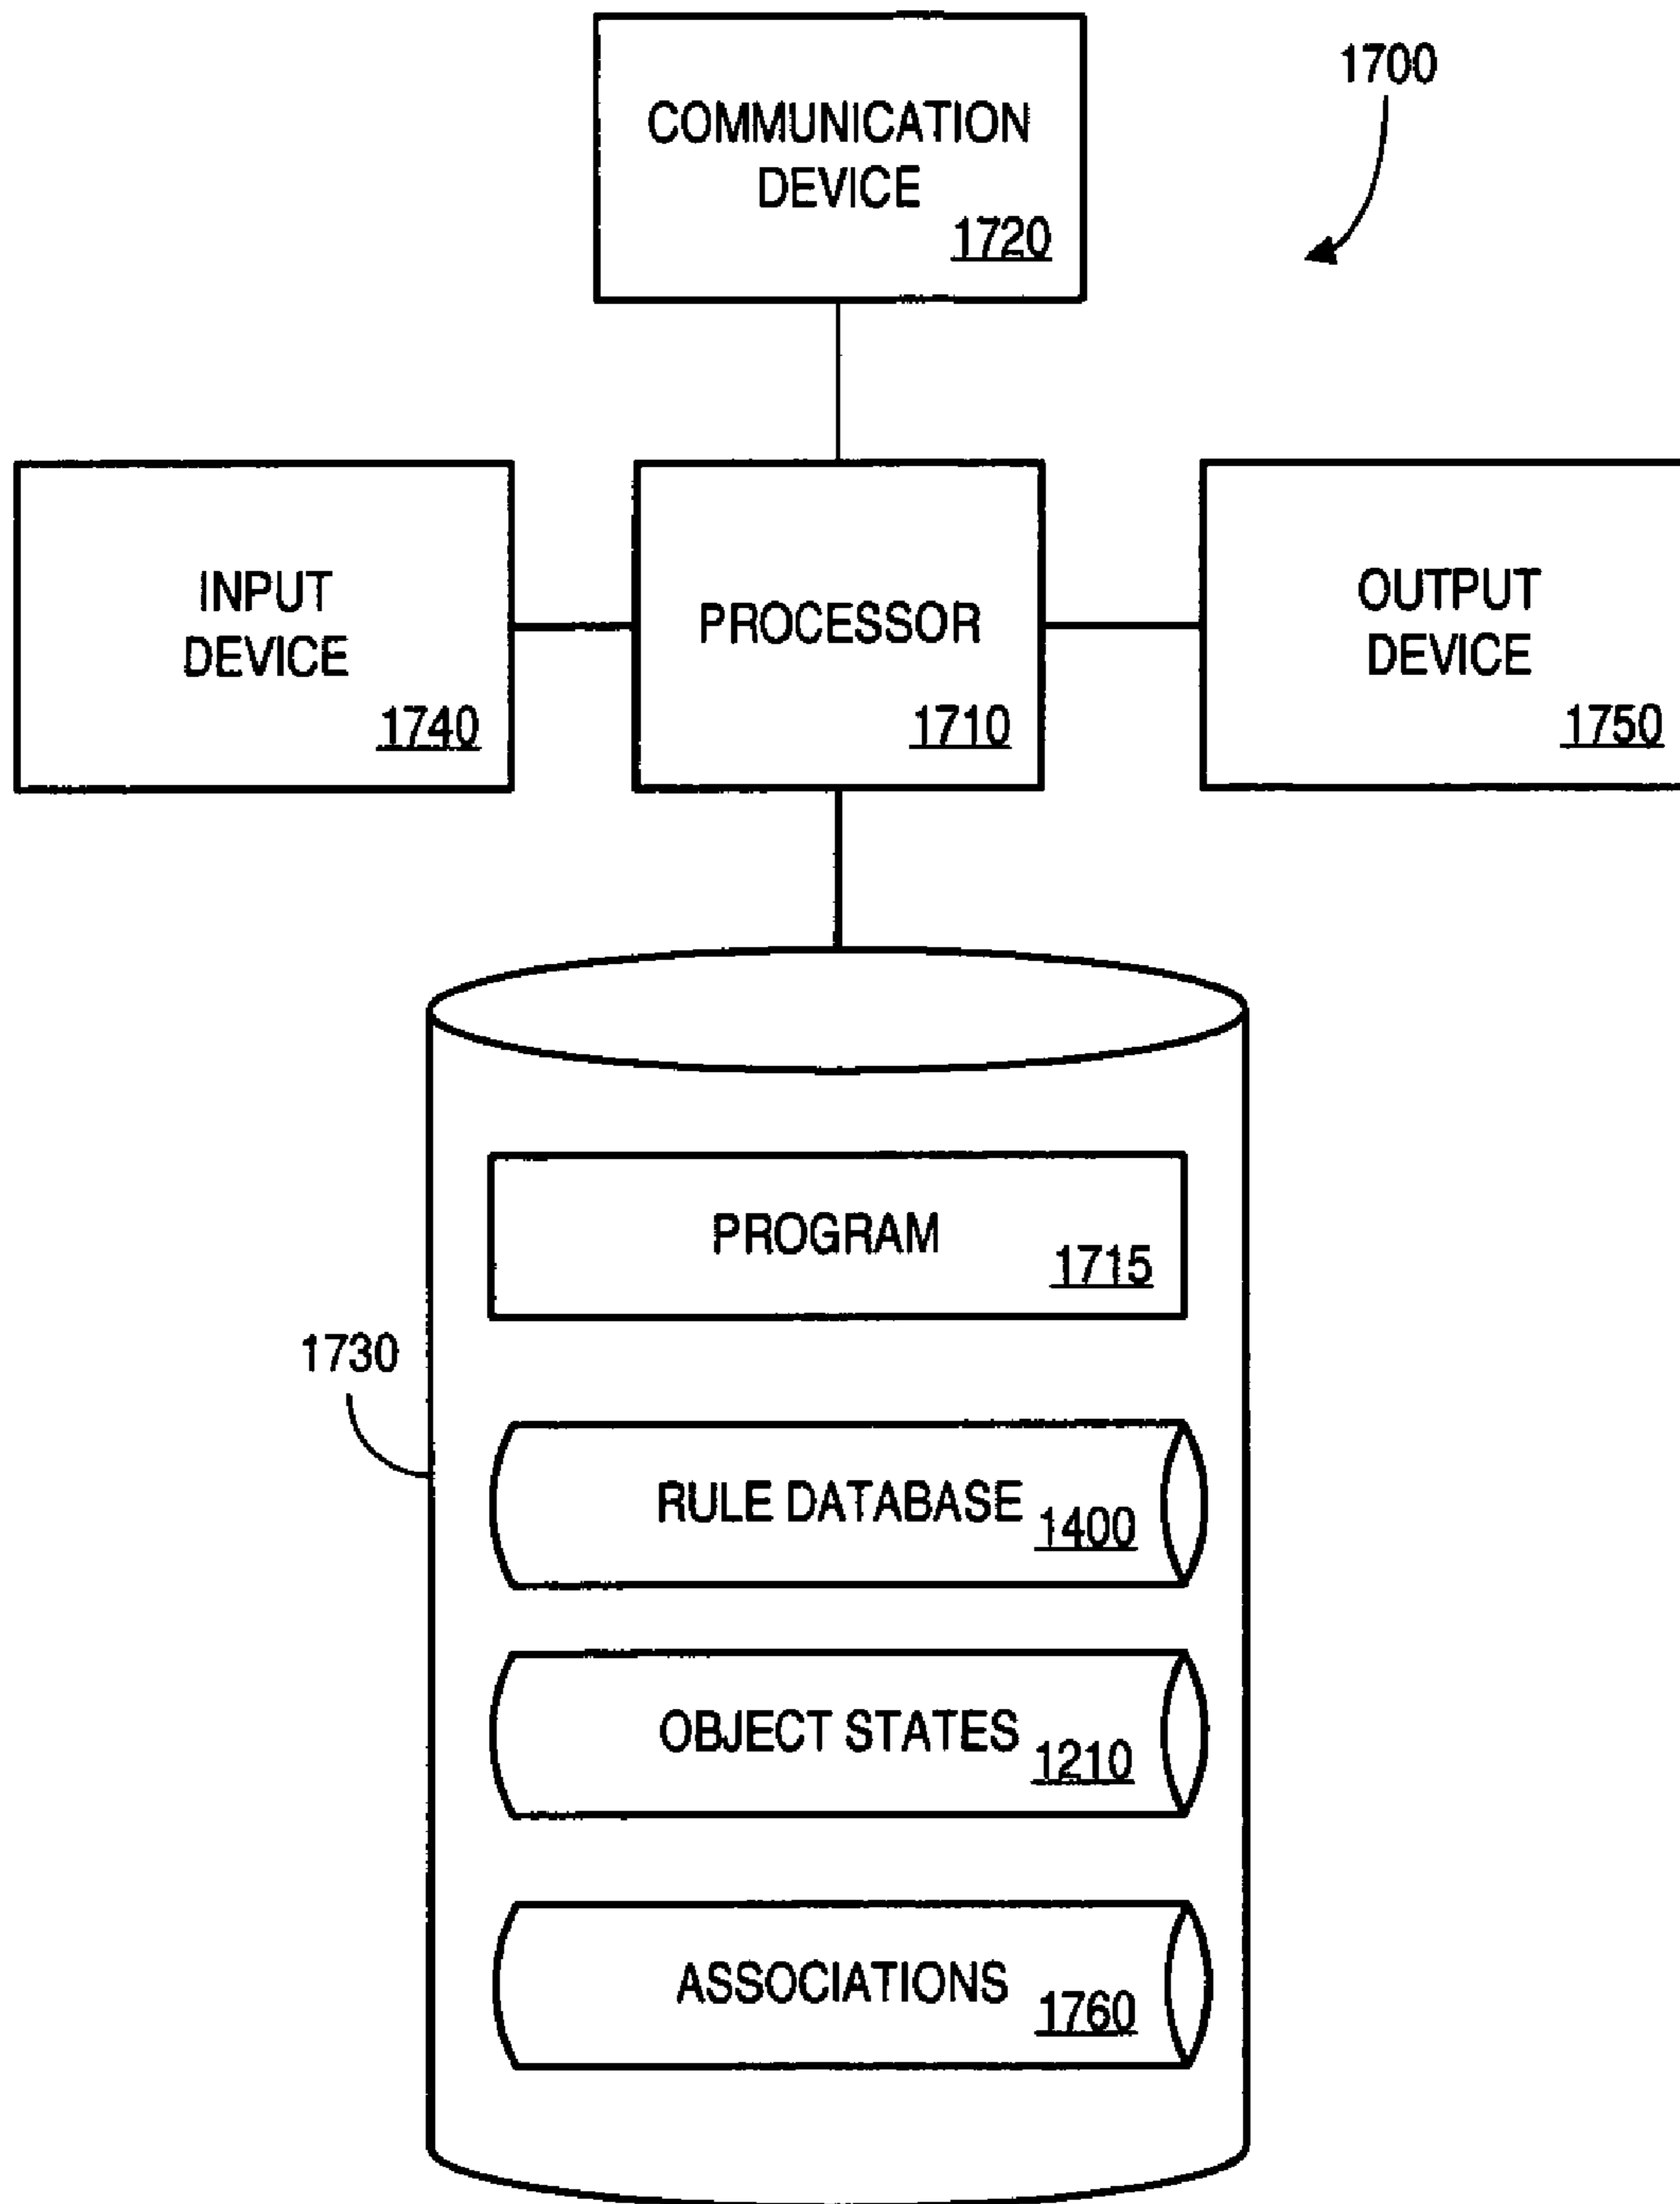 1700
COMMUNICATION
DEVICE
1720
INPUT
DEVICE
1740
PROCESSOR
1710
OUTPUT
DEVICE
1750
PROGRAM
1715
1730
RULE DATABASE
1400
OBJECT STATES
1210
ASSOCIATIONS
1760